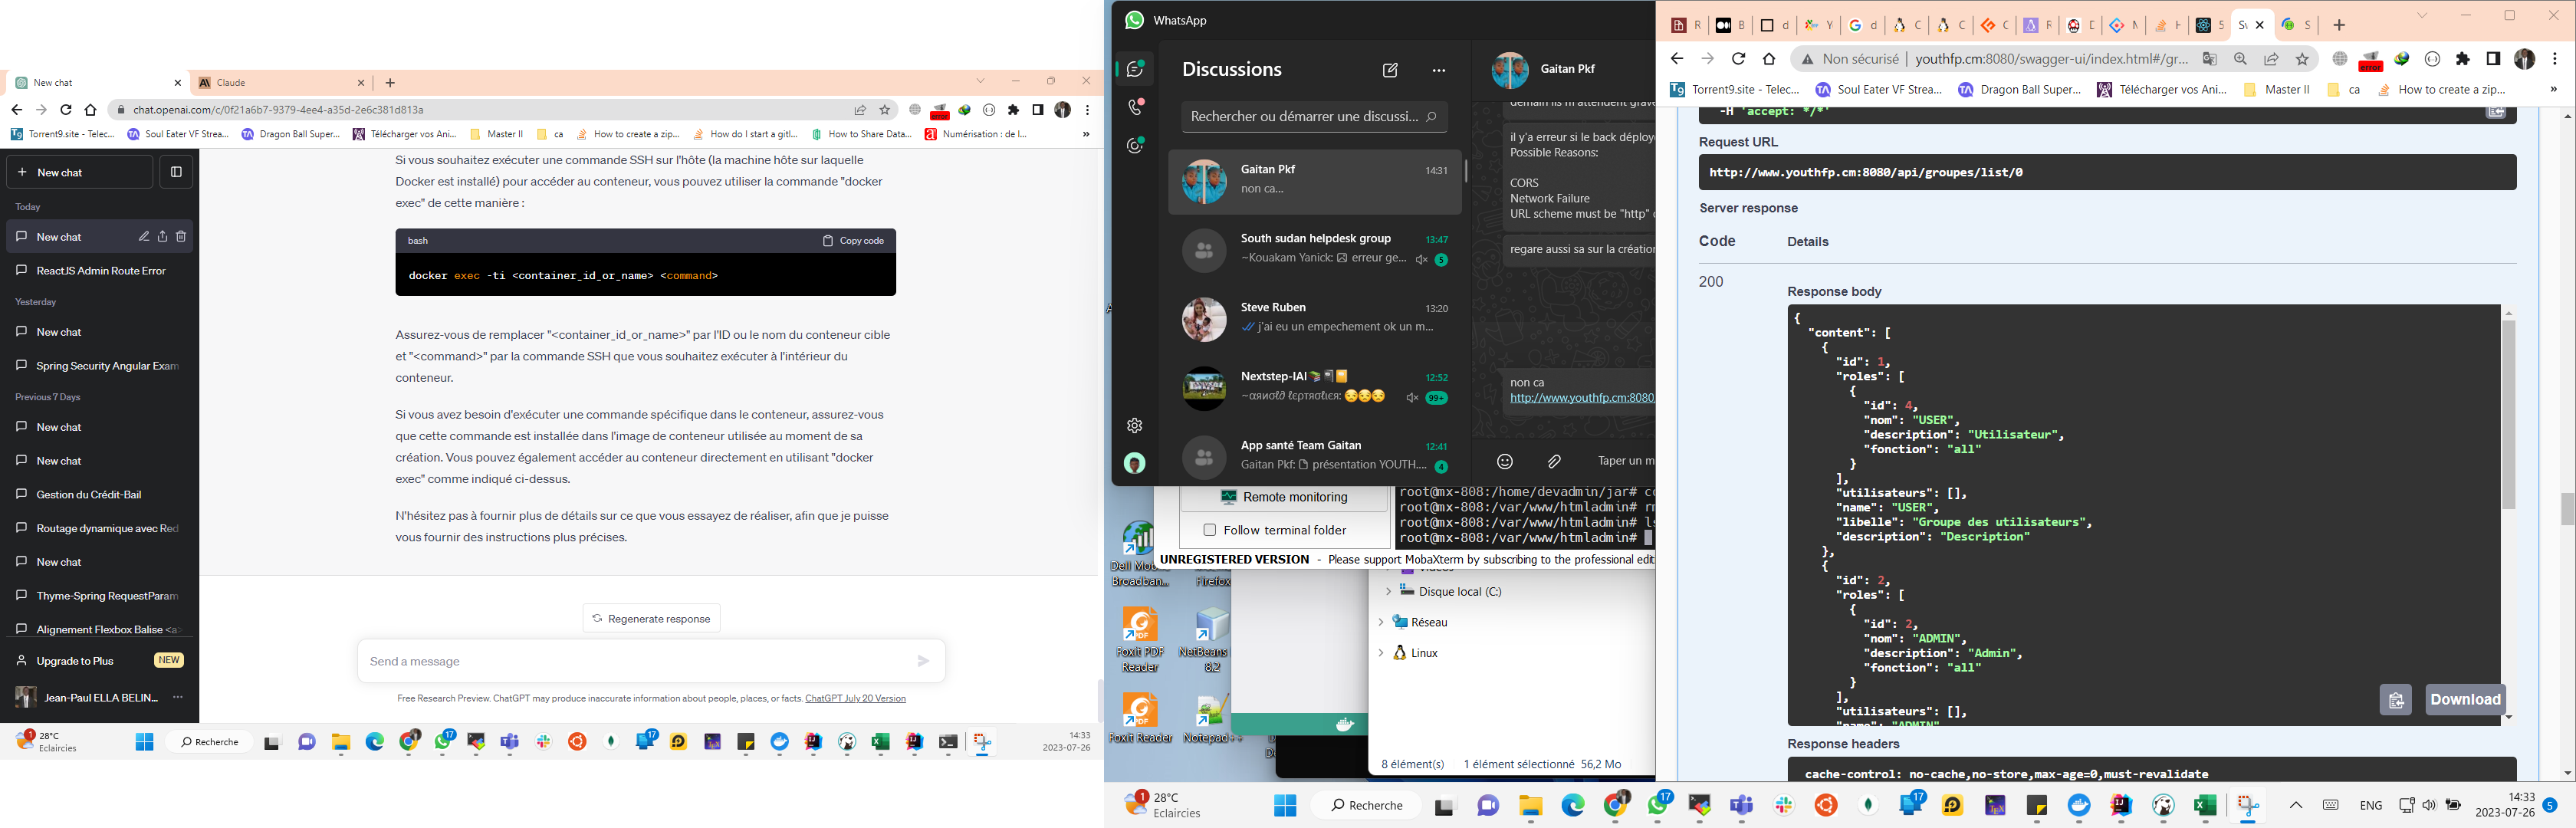 New chat
Claude
chat.openai.com/c/0f21a6b7-9379-4ee4-a35d-2e6c381d813a
Torrent9.site - Telec...
Soul Eater VF Strea...
Dragon Ball Super...
Télécharger vos Ani...
Master II
ca
How to create a zip...
How do I start a gitl...
How to Share Data...
Numérisation : de l...
»
New chat
Today
New chat
ReactJS Admin Route Error
Yesterday
New chat
Spring Security Angular Exam
Previous 7 Days
New chat
New chat
Gestion du Crédit-Bail
Routage dynamique avec Red
New chat
Thyme-Spring RequestParam
Alignement Flexbox Balise <a>
Upgrade to Plus
NEW
Jean-Paul ELLA BELIN...
Si vous souhaitez exécuter une commande SSH sur l'hôte (la machine hôte sur laquelle
Docker est installé) pour accéder au conteneur, vous pouvez utiliser la commande "docker
exec" de cette manière :
bash
Copy code
docker exec -ti <container_id_or_name> <command>
Assurez-vous de remplacer "<container_id_or_name>" par l'ID ou le nom du conteneur cible
et "<command>" par la commande SSH que vous souhaitez exécuter à l'intérieur du
conteneur.
Si vous avez besoin d'exécuter une commande spécifique dans le conteneur, assurez-vous
que cette commande est installée dans l'image de conteneur utilisée au moment de sa
création. Vous pouvez également accéder au conteneur directement en utilisant "docker
exec" comme indiqué ci-dessus.
N'hésitez pas à fournir plus de détails sur ce que vous essayez de réaliser, afin que je puisse
vous fournir des instructions plus précises.
Regenerate response
Send a message
Free Research Preview. ChatGPT may produce inaccurate information about people, places, or facts. ChatGPT July 20 Version
1
28°C
Eclaircies
Recherche
17
17
14:33
2023-07-26
WhatsApp
Discussions
Rechercher ou démarrer une discussi...
Gaitan Pkf
14:31
non ca...
South sudan helpdesk group
13:47
~Kouakam Yanick: erreur ge...
5
Steve Ruben
13:20
j'ai eu un empechement ok un m...
Nextstep-IAI
12:52
99+
App santé Team Gaitan
12:41
Gaitan Pkf: présentation YOUTH....
4
Gaitan Pkf
demain ils m'attendent grave
il y'a erreur si le back déploye
Possible Reasons:
CORS
Network Failure
URL scheme must be "http"
regare aussi sa sur la création
non ca
http://www.youthfp.cm:8080
Taper un m
Remote monitoring
Follow terminal folder
root@mx-808:/home/devadmin/jar# co
root@mx-808:/var/www/htmladmin# rm
root@mx-808:/var/www/htmladmin# ls
root@mx-808:/var/www/htmladmin#
UNREGISTERED VERSION - Please support MobaXterm by subscribing to the professional edit
Dell Mo
Broadban...
Firefox
Foxit PDF
Reader
NetBeans
8.2
Foxit Reader
Notepad++
Disque local (C:)
Réseau
Linux
8 élément(s)
1 élément sélectionné 56,2 Mo
Non sécurisé
youthfp.cm:8080/swagger-ui/index.html#/gr...
Torrent9.site - Telec...
Soul Eater VF Strea...
Dragon Ball Super...
Télécharger vos Ani...
Master II
ca
How to create a zip...
»
-H 'accept: */*'
Request URL
http://www.youthfp.cm:8080/api/groupes/list/0
Server response
Code
Details
200
Response body
{
"content": [
{
"id": 1,
"roles": [
{
"id": 4,
"nom": "USER",
"description": "Utilisateur",
"fonction": "all"
}
],
"utilisateurs": [],
"name": "USER",
"libelle": "Groupe des utilisateurs",
"description": "Description"
},
{
"id": 2,
"roles": [
{
"id": 2,
"nom": "ADMIN",
"description": "Admin",
"fonction": "all"
}
],
"utilisateurs": [],
"name": "ADMIN"
Download
Response headers
cache-control: no-cache,no-store,max-age=0,must-revalidate
1
28°C
Eclaircies
Recherche
17
17
ENG
14:33
2023-07-26
5